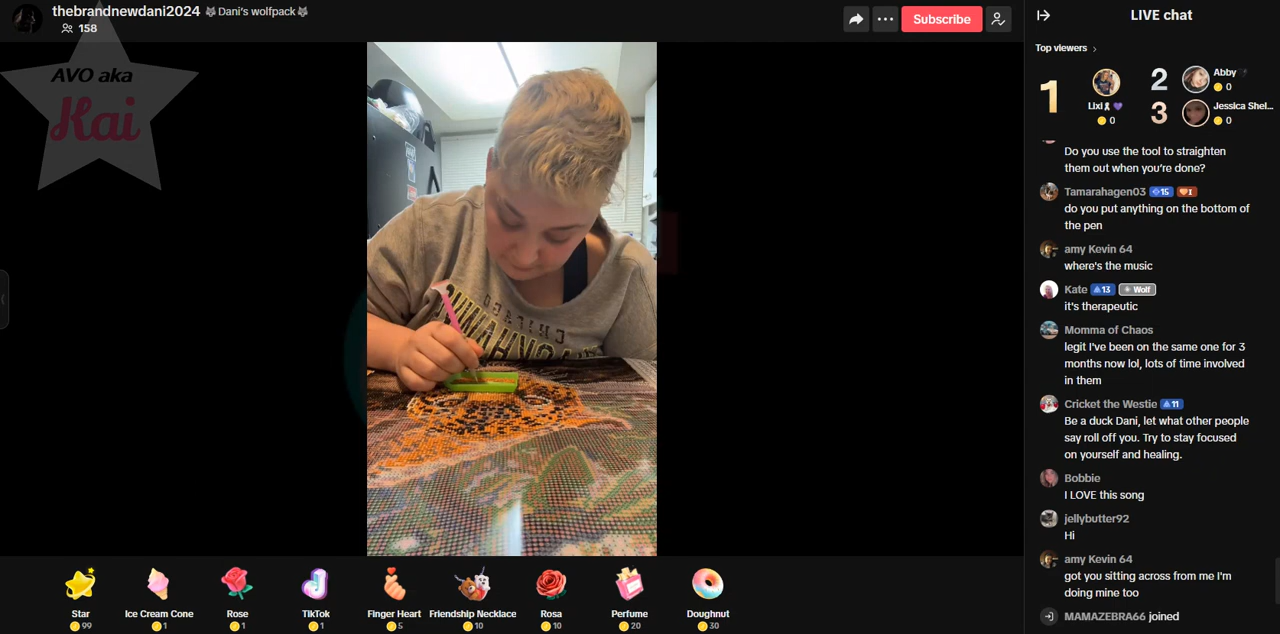 thebrandnewdani2024 🐺Dani's wolfpack🐺
158
Subscribe
AVO aka
Kai
LIVE chat
Top viewers
1
Lixi🎗💜
0
2
Abby
0
3
Jessica Shel...
0
Do you use the tool to straighten
them out when you're done?
Tamarahagen03 15 I
do you put anything on the bottom of
the pen
amy Kevin 64
where's the music
Kate 13 Wolf
it's therapeutic
Momma of Chaos
legit I've been on the same one for 3
months now lol, lots of time involved
in them
Cricket the Westie 11
Be a duck Dani, let what other people
say roll off you. Try to stay focused
on yourself and healing.
Bobbie
I LOVE this song
jellybutter92
Hi
amy Kevin 64
got you sitting across from me I'm
doing mine too
MAMAZEBRA66 joined
Star
99
Ice Cream Cone
1
Rose
1
TikTok
1
Finger Heart
5
Friendship Necklace
10
Rosa
10
Perfume
20
Doughnut
30